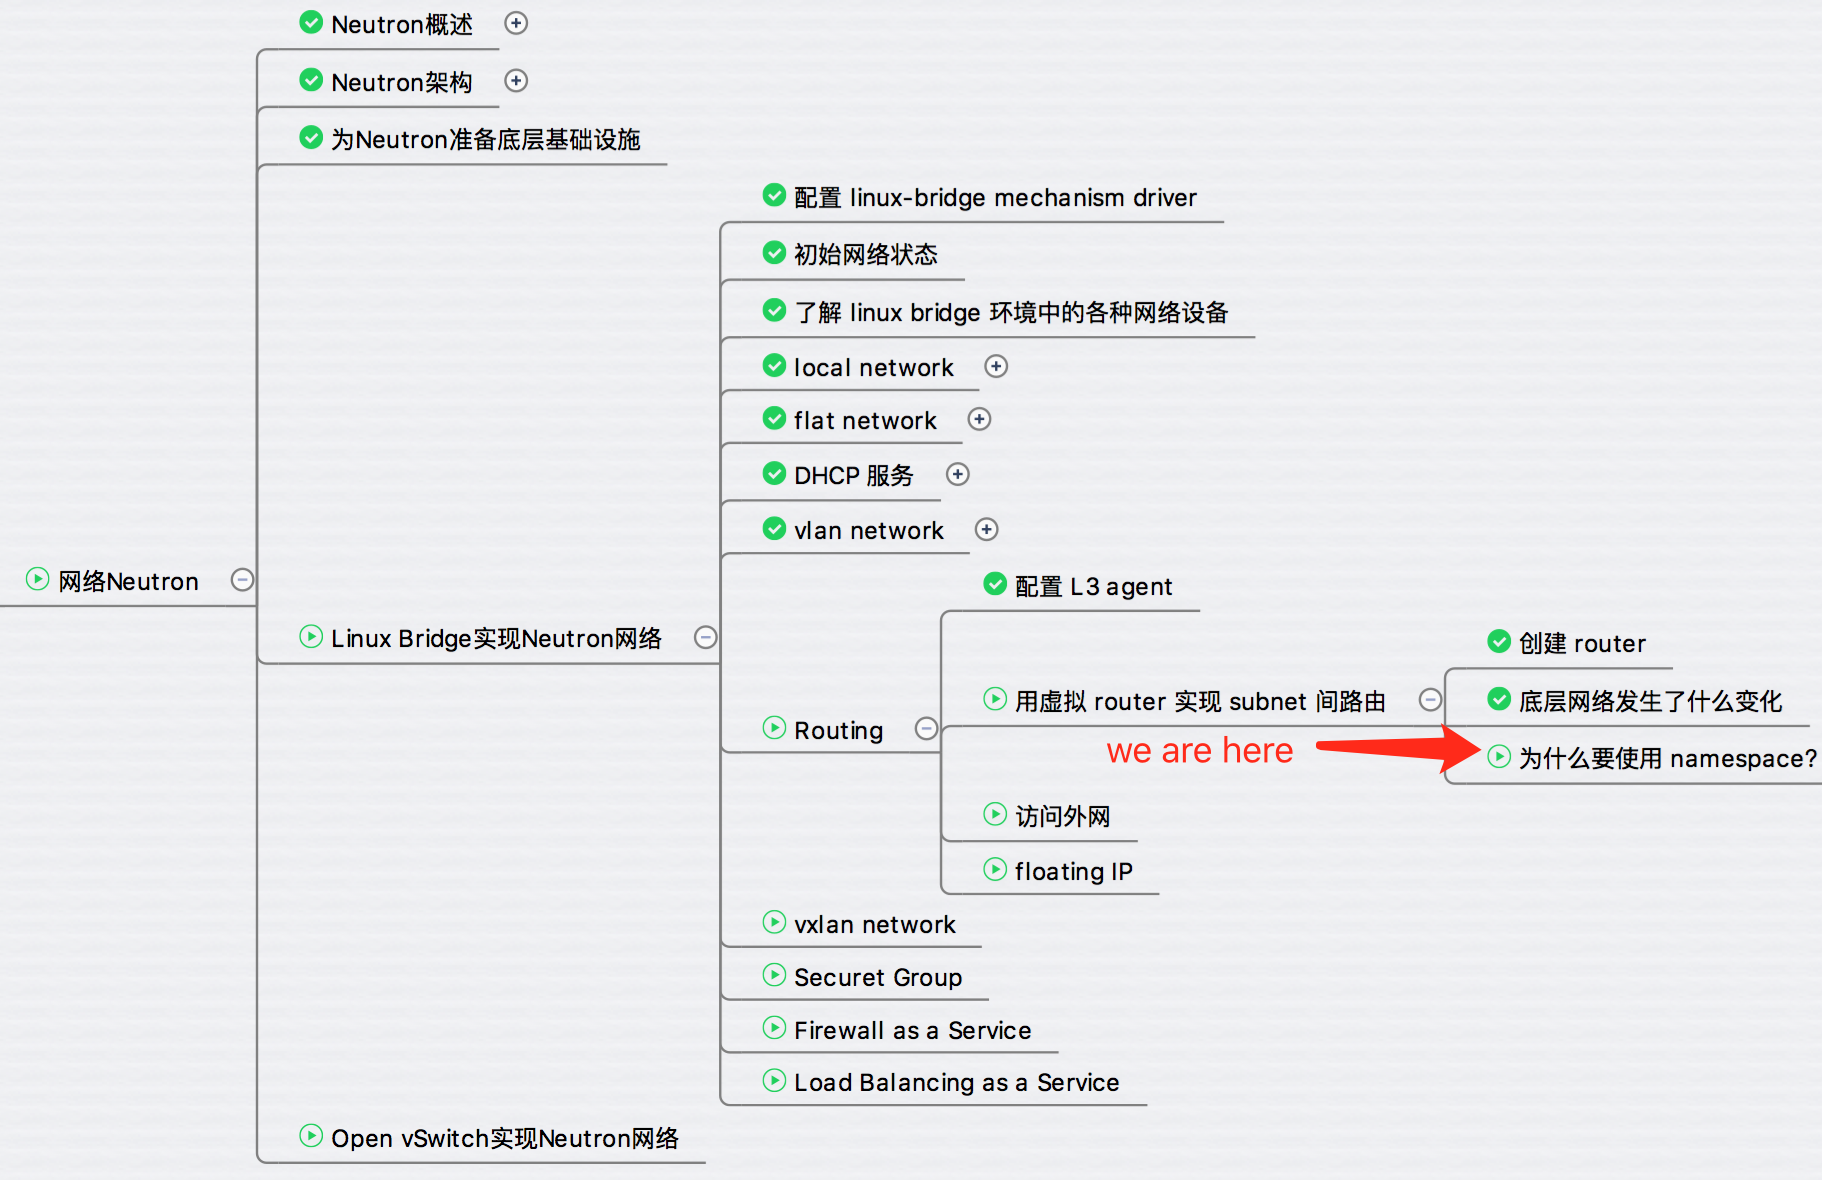 Neutron概述
Neutron架构
为Neutron准备底层基础设施
配置 linux-bridge mechanism driver
初始网络状态
了解 linux bridge 环境中的各种网络设备
local network
flat network
DHCP 服务
vlan network
网络Neutron
配置 L3 agent
Linux Bridge实现Neutron网络
创建 router
用虚拟 router 实现 subnet 间路由
底层网络发生了什么变化
Routing
we are here
为什么要使用 namespace?
访问外网
floating IP
vxlan network
Securet Group
Firewall as a Service
Load Balancing as a Service
Open vSwitch实现Neutron网络